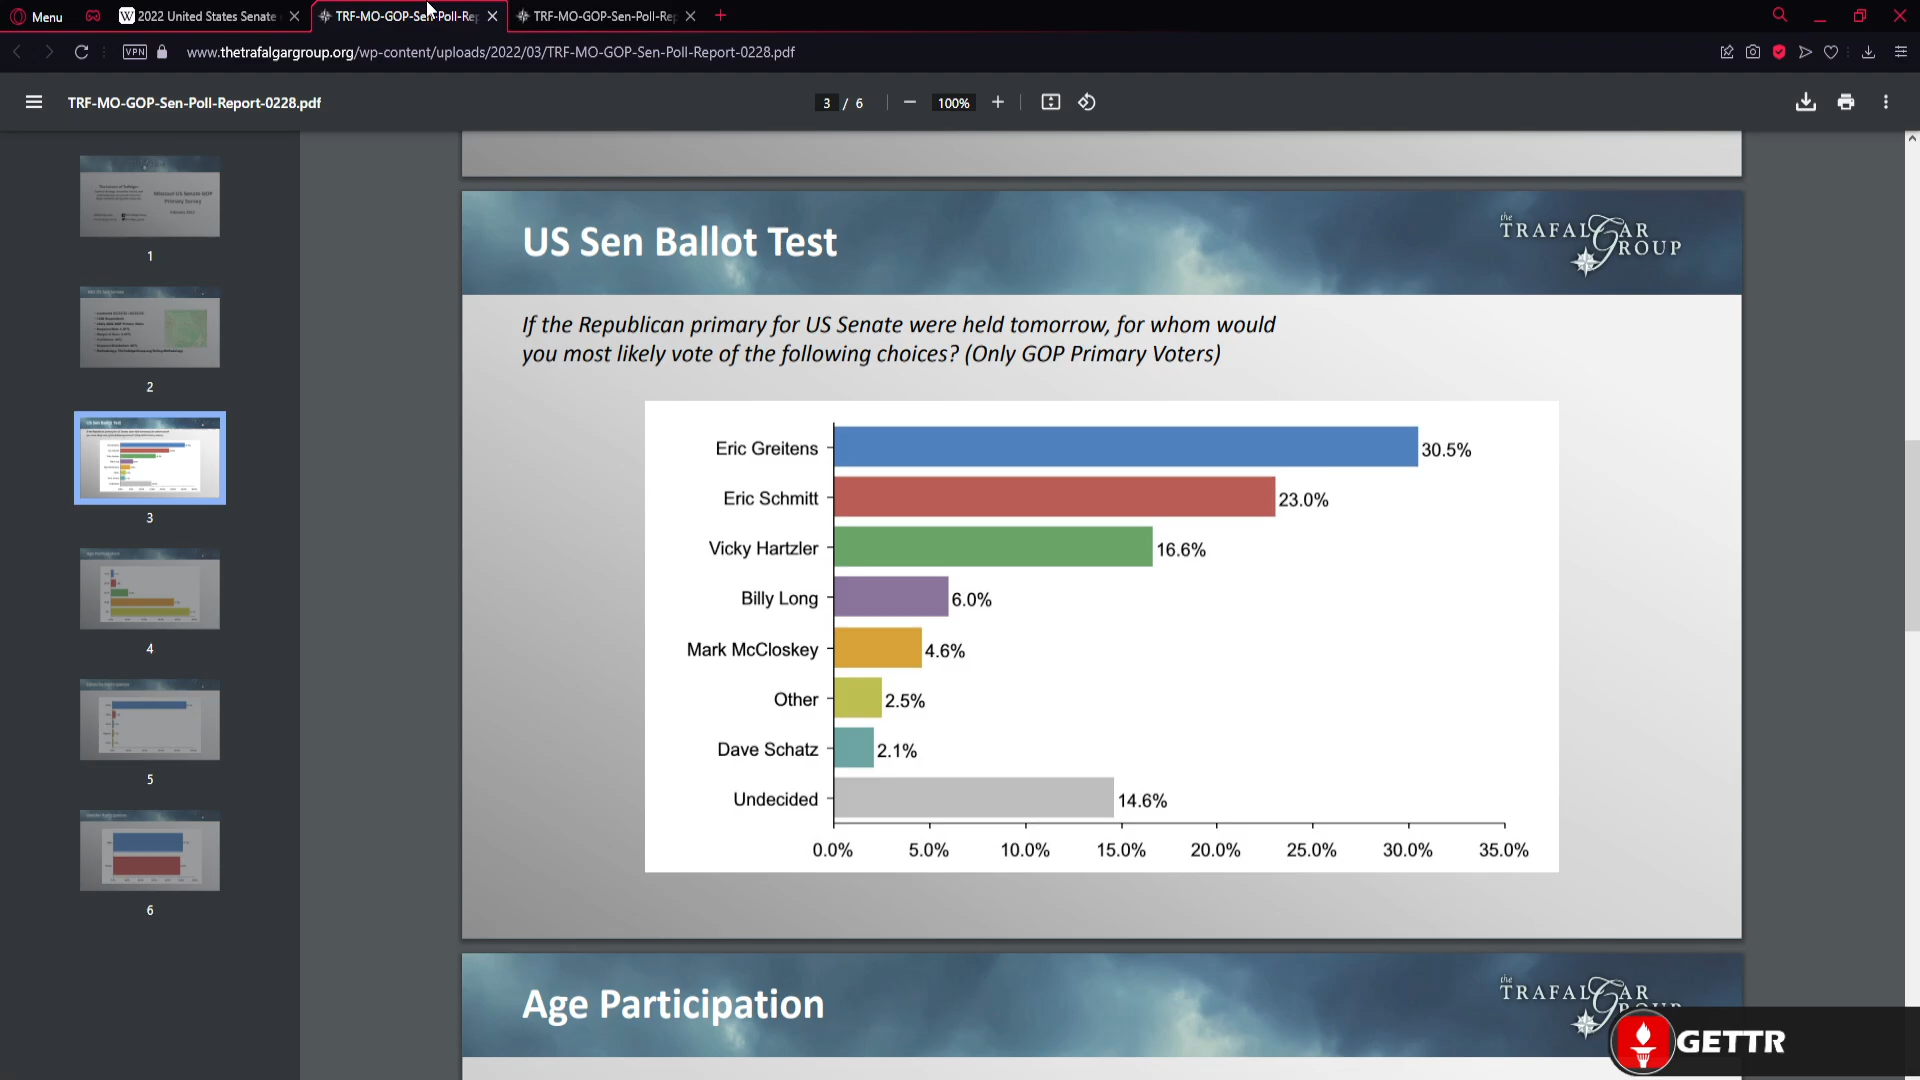 Menu
2022 United States Senate
TRF-MO-GOP-Sen-Poll-Re
TRF-MO-GOP-Sen-Poll-Re
VPN
www.thetrafalgargroup.org/wp-content/uploads/2022/03/TRF-MO-GOP-Sen-Poll-Report-0228.pdf
TRF-MO-GOP-Sen-Poll-Report-0228.pdf
3 / 6
100%
1
2
3
4
5
6
US Sen Ballot Test
the
TRAFALGAR
GROUP
If the Republican primary for US Senate were held tomorrow, for whom would
you most likely vote of the following choices? (Only GOP Primary Voters)
Eric Greitens 30.5%
Eric Schmitt 23.0%
Vicky Hartzler 16.6%
Billy Long 6.0%
Mark McCloskey 4.6%
Other 2.5%
Dave Schatz 2.1%
Undecided 14.6%
0.0% 5.0% 10.0% 15.0% 20.0% 25.0% 30.0% 35.0%
Age Participation
the
TRAFALGAR
GROUP
GETTR